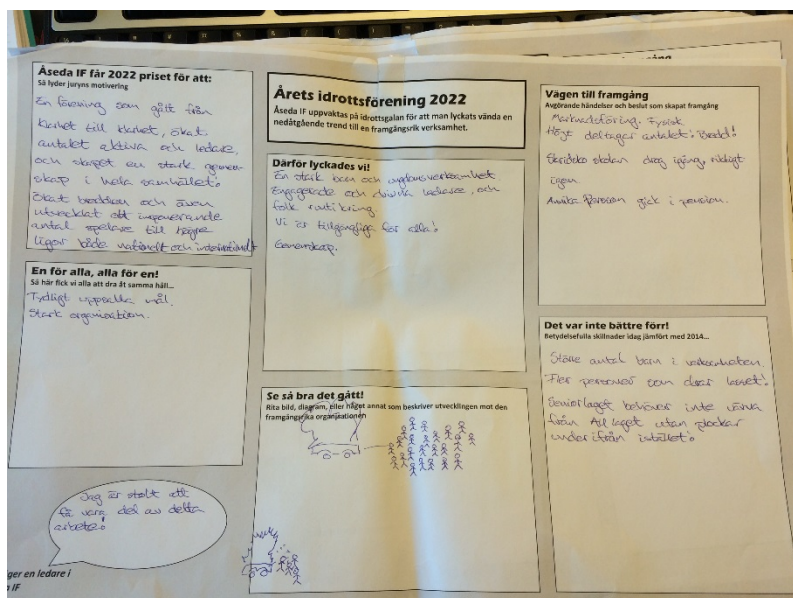 Åseda IF får 2022 priset för att:
Så lyder juryns motivering
En förening som gått från
klarhet till klarhet, ökat
antalet aktiva och ledare,
och skapet en stark gemen-
skap i hela samhället!
Ökat bredden och även
utvecklat ett imponerande
antal spelare till högre
ligor både nationellt och internationellt
En för alla, alla för en!
Så här fick vi alla att dra åt samma håll...
Tydligt uppsatta mål.
Stark organisation.
Jag är stolt att
få vara del av detta
arbete!
ger en ledare i
IF
Årets idrottsförening 2022
Åseda IF uppvaktas på idrottsgalan för att man lyckats vända en
nedåtgående trend till en framgångsrik verksamhet.
Därför lyckades vi!
En stark barn och ungdomsverksamhet
Engagerade och drivna ledare, och
folk runtikring
Vi är tillgängliga för alla!
Gemenskap.
Se så bra det gått!
Rita bild, diagram, eller något annat som beskriver utvecklingen mot den
framgångsrika organisationen
Vägen till framgång
Avgörande händelser och beslut som skapat framgång
Marknadsföring. Fysisk
Högt deltagar antalet! Bredd!
Skridsko skolan drog igång riktigt
igen.
Annika Persson gick i pension.
Det var inte bättre förr!
Betydelsefulla skillnader idag jämfört med 2014...
Större antal barn i verksamheten.
Fler personer som drar lasset!
Seniorlaget behöver inte värva
från All laget utan plockar
underifrån istället!